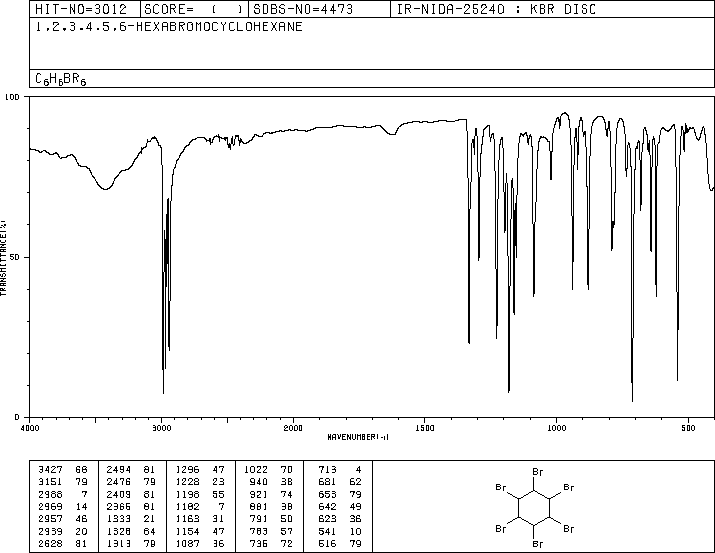 HIT-NO=3012 SCORE= ( ) SDBS-NO=4473 IR-NIDA-25240 : KBR DISC
1,2,3,4,5,6-HEXABROMOCYCLOHEXANE
C6H6BR6
100
50
0
TRANSMITTANCE(%)
4000 3000 2000 1500 1000 500
WAVENUMBER(-1)
3427 68 2494 81 1296 47 1022 70 713 4
3151 79 2476 79 1228 23 940 38 681 62
2988 7 2409 81 1198 55 921 74 653 79
2969 14 2366 81 1182 7 881 38 642 49
2957 46 1333 21 1163 31 791 50 623 36
2939 20 1328 64 1154 47 783 57 541 10
2628 81 1313 79 1087 36 736 72 516 79
Br
Br Br
Br Br
Br